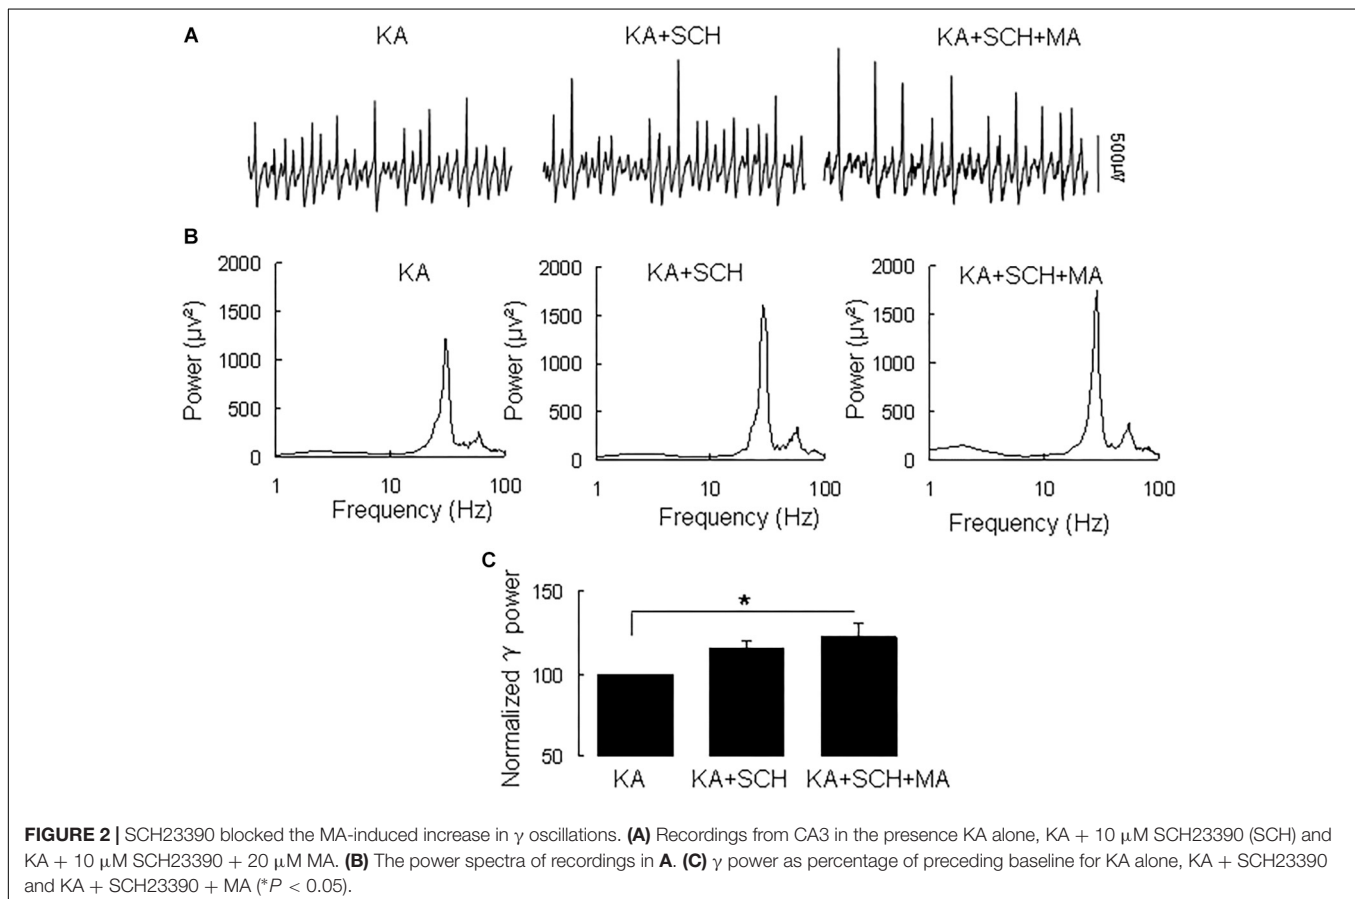 A
KA
KA+SCH
KA+SCH+MA
500μv
B
2000
1500
1000
500
0
Power (μv²)
KA
1
10
100
Frequency (Hz)
2000
1500
1000
500
0
Power (μv²)
KA+SCH
1
10
100
Frequency (Hz)
2000
1500
1000
500
0
Power (μv²)
KA+SCH+MA
1
10
100
Frequency (Hz)
C
Normalized γ power
150
100
50
*
KA
KA+SCH
KA+SCH+MA
FIGURE 2 | SCH23390 blocked the MA-induced increase in γ oscillations. (A) Recordings from CA3 in the presence KA alone, KA + 10 μM SCH23390 (SCH) and
KA + 10 μM SCH23390 + 20 μM MA. (B) The power spectra of recordings in A. (C) γ power as percentage of preceding baseline for KA alone, KA + SCH23390
and KA + SCH23390 + MA (*P < 0.05).